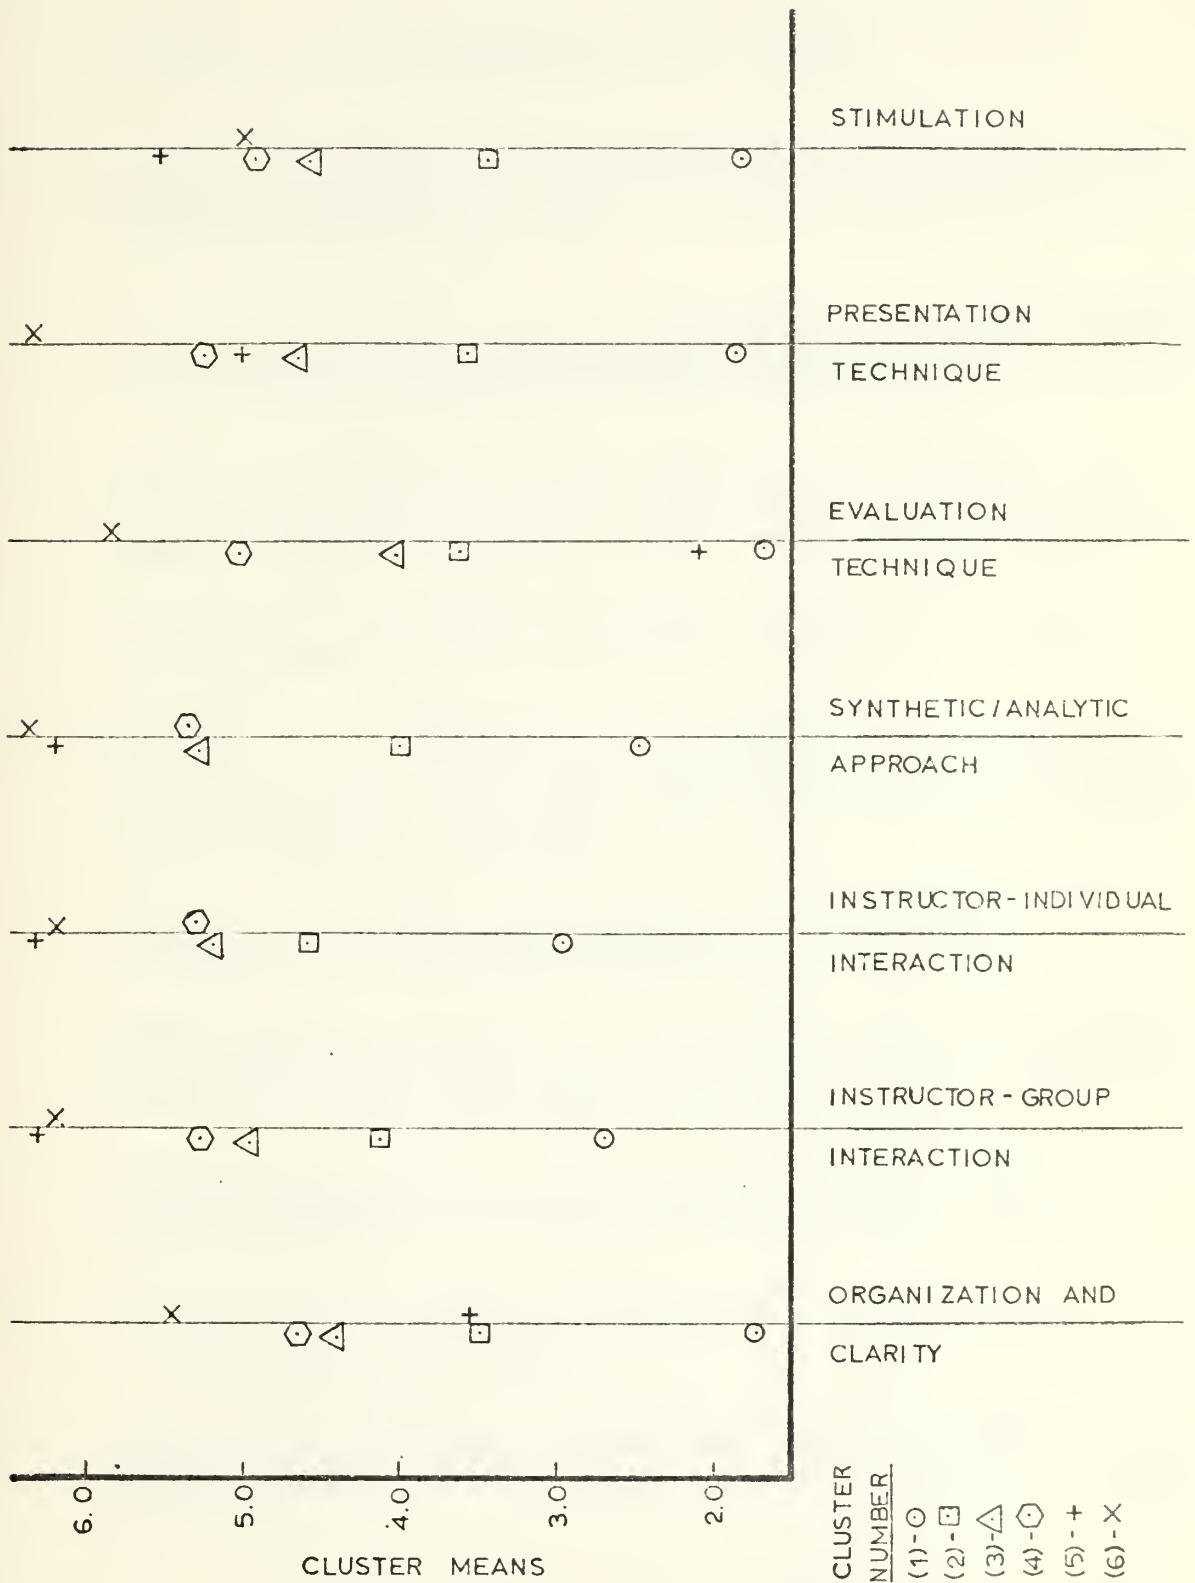 STIMULATION
PRESENTATION
TECHNIQUE
EVALUATION
TECHNIQUE
SYNTHETIC/ANALYTIC
APPROACH
INSTRUCTOR-INDIVIDUAL
INTERACTION
INSTRUCTOR-GROUP
INTERACTION
ORGANIZATION AND
CLARITY
6.0
5.0
4.0
3.0
2.0
CLUSTER MEANS
CLUSTER
NUMBER
(1)-⊙
(2)-⊡
(3)-◬
(4)-⌬
(5)-+
(6)-X